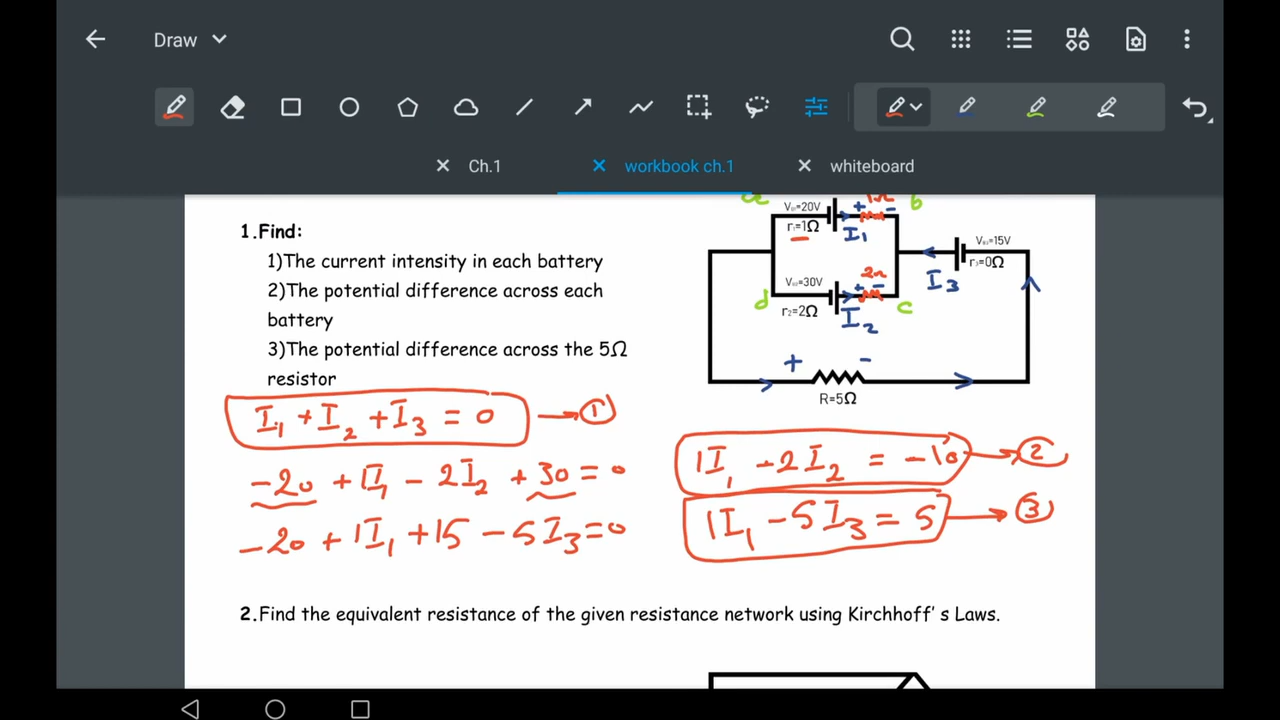 Draw
Ch.1
workbook ch.1
whiteboard
1.Find:
1)The current intensity in each battery
2)The potential difference across each
battery
3)The potential difference across the 5Ω
resistor
1Ω
b
=20V
r₁=1Ω
+ -
I₁
V_B3=15V
r₃=0Ω
I₃
2Ω
=30V
+ -
d
c
r₂=2Ω
I₂
+ -
R=5Ω
I₁ + I₂ + I₃ = 0 → ①
-20 + 1I₁ - 2I₂ + 30 = 0
-20 + 1I₁ + 15 - 5I₃ = 0
1I₁ - 2I₂ = -10 → ②
1I₁ - 5I₃ = 5 → ③
2.Find the equivalent resistance of the given resistance network using Kirchhoff' s Laws.